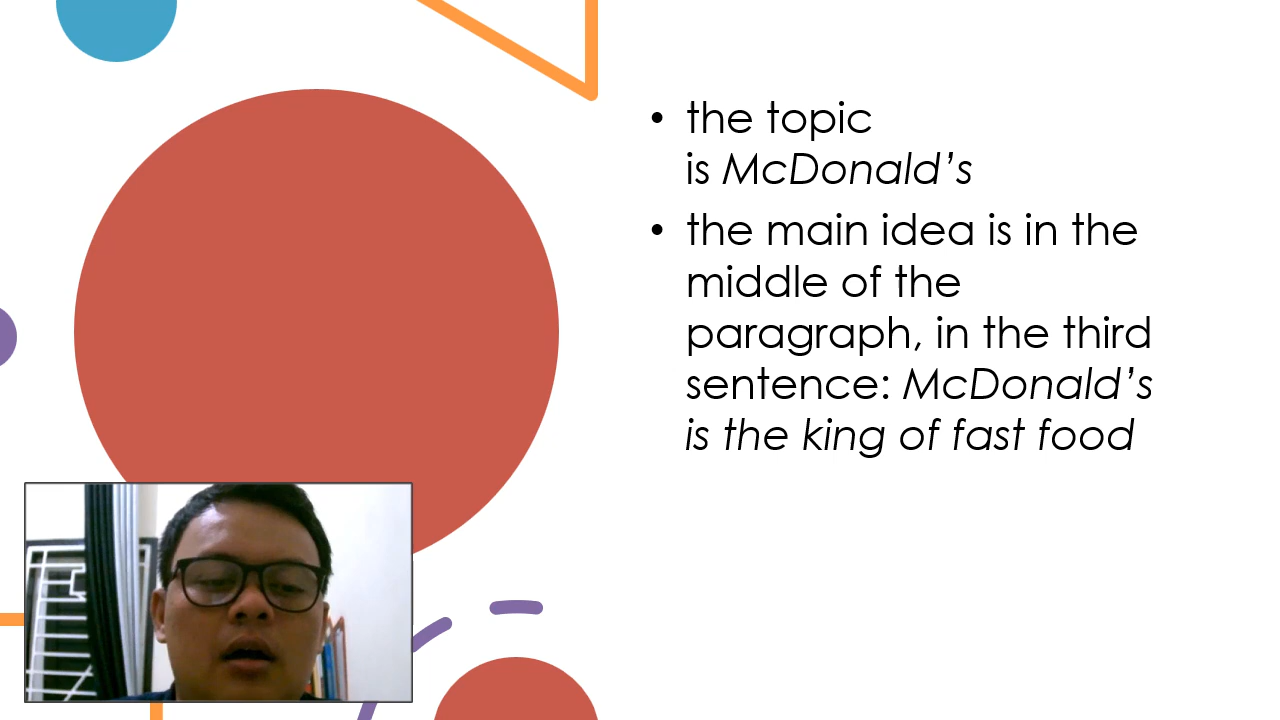 • the topic
is McDonald’s
• the main idea is in the
middle of the
paragraph, in the third
sentence: McDonald’s
is the king of fast food